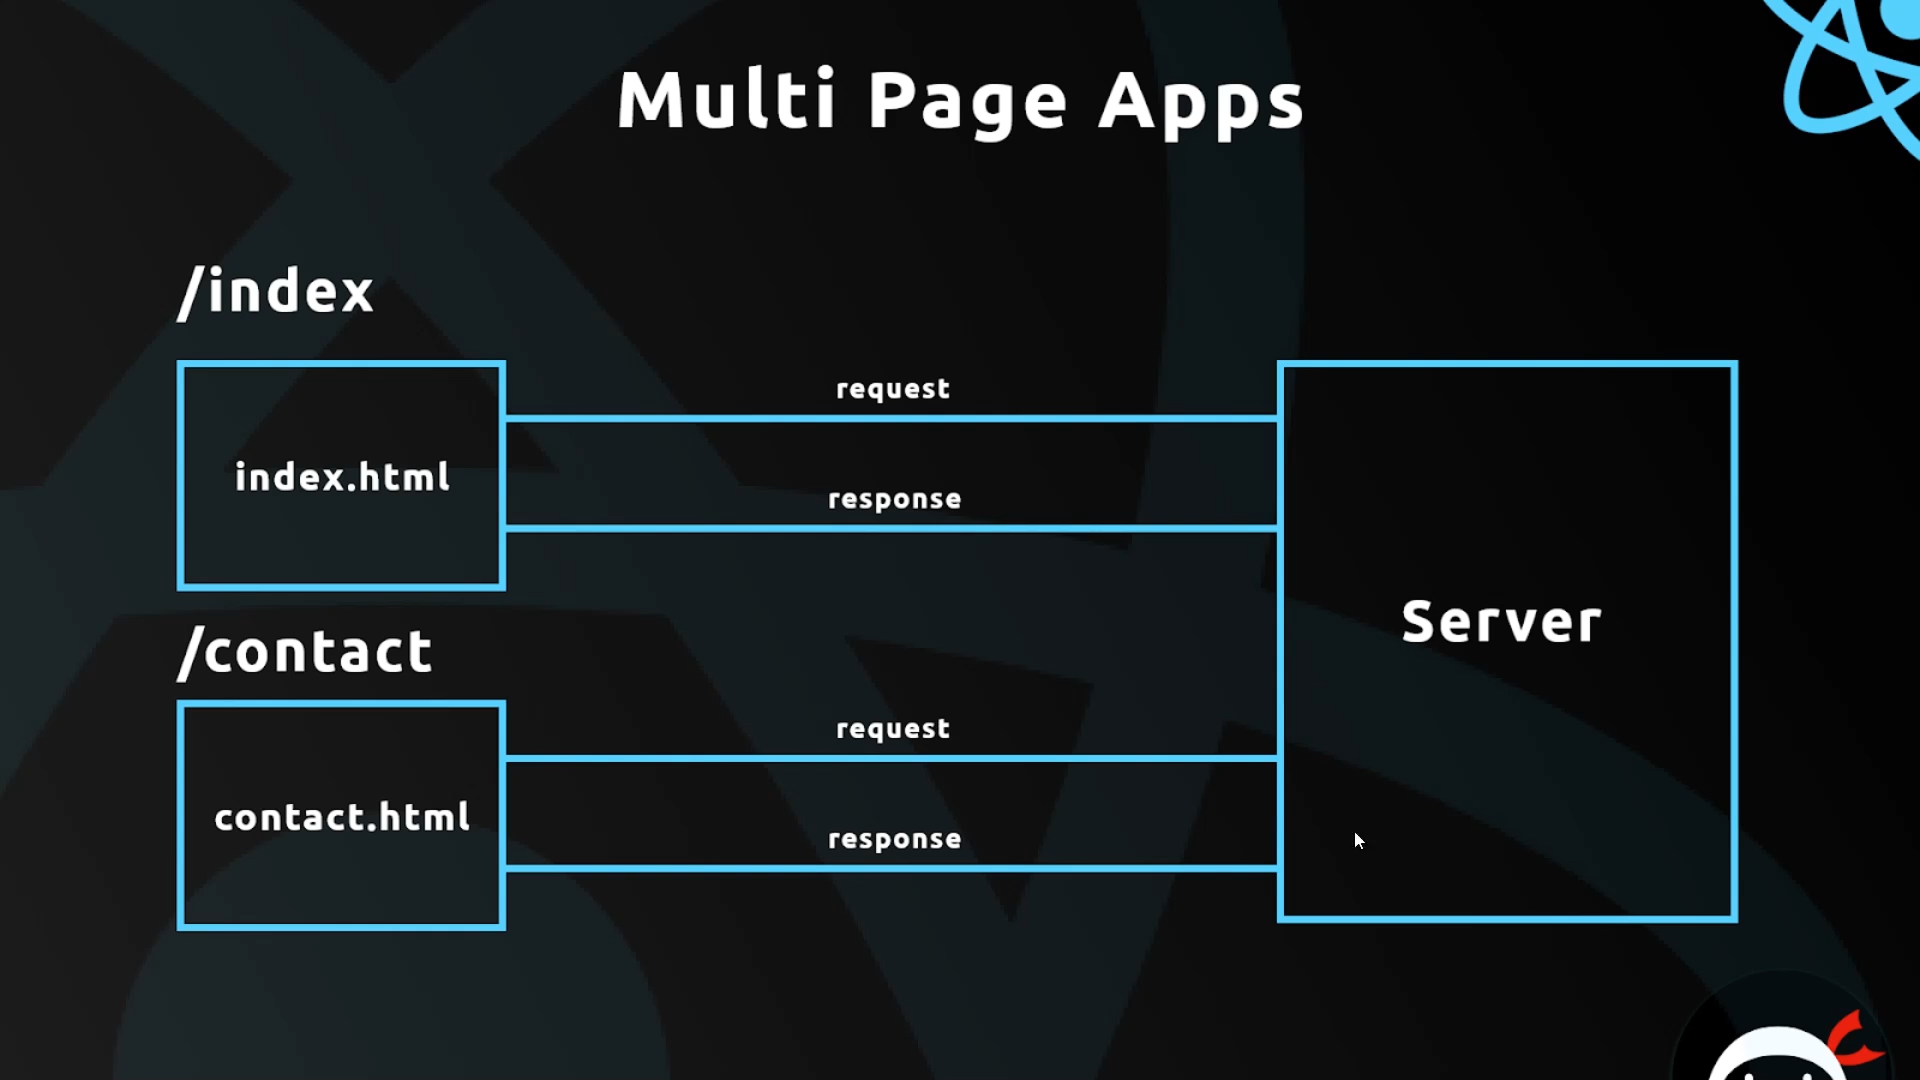 Multi Page Apps
/index
index.html
request
response
Server
/contact
contact.html
request
response